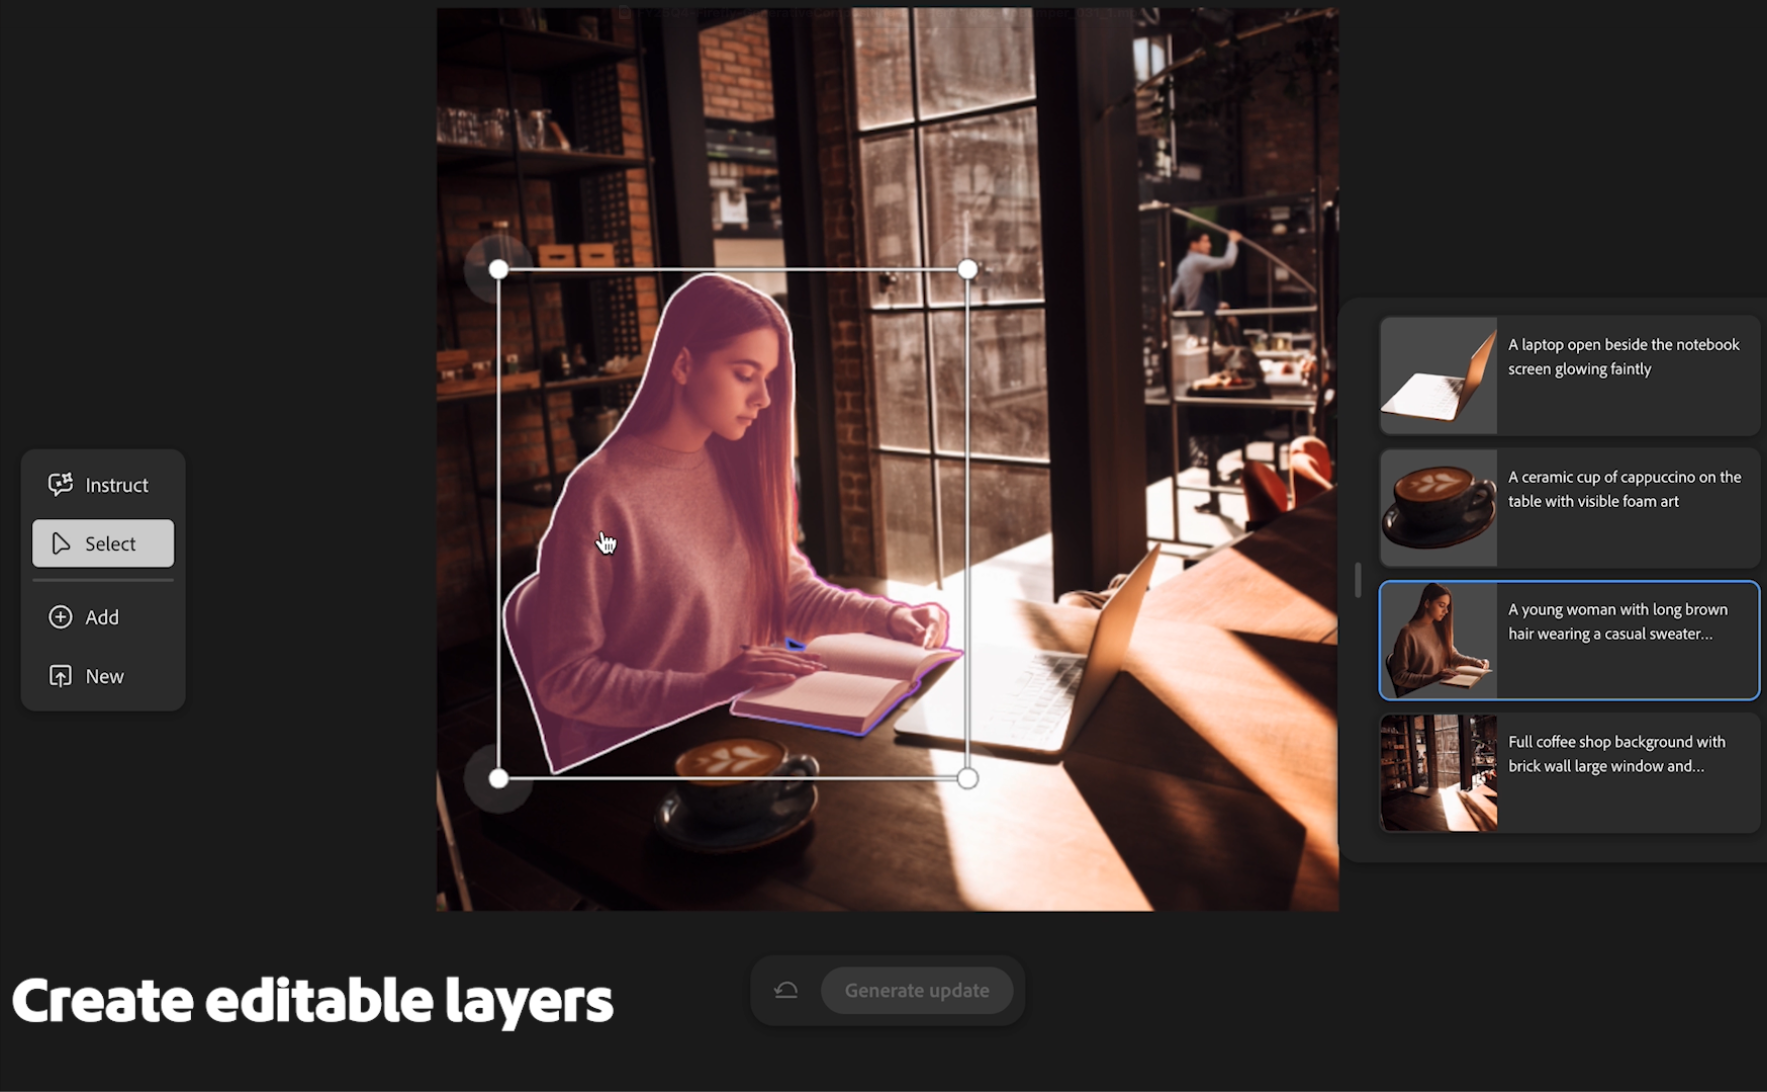 Instruct
Select
Add
New
A laptop open beside the notebook
screen glowing faintly
A ceramic cup of cappuccino on the
table with visible foam art
A young woman with long brown
hair wearing a casual sweater...
Full coffee shop background with
brick wall large window and...
Create editable layers
Generate update